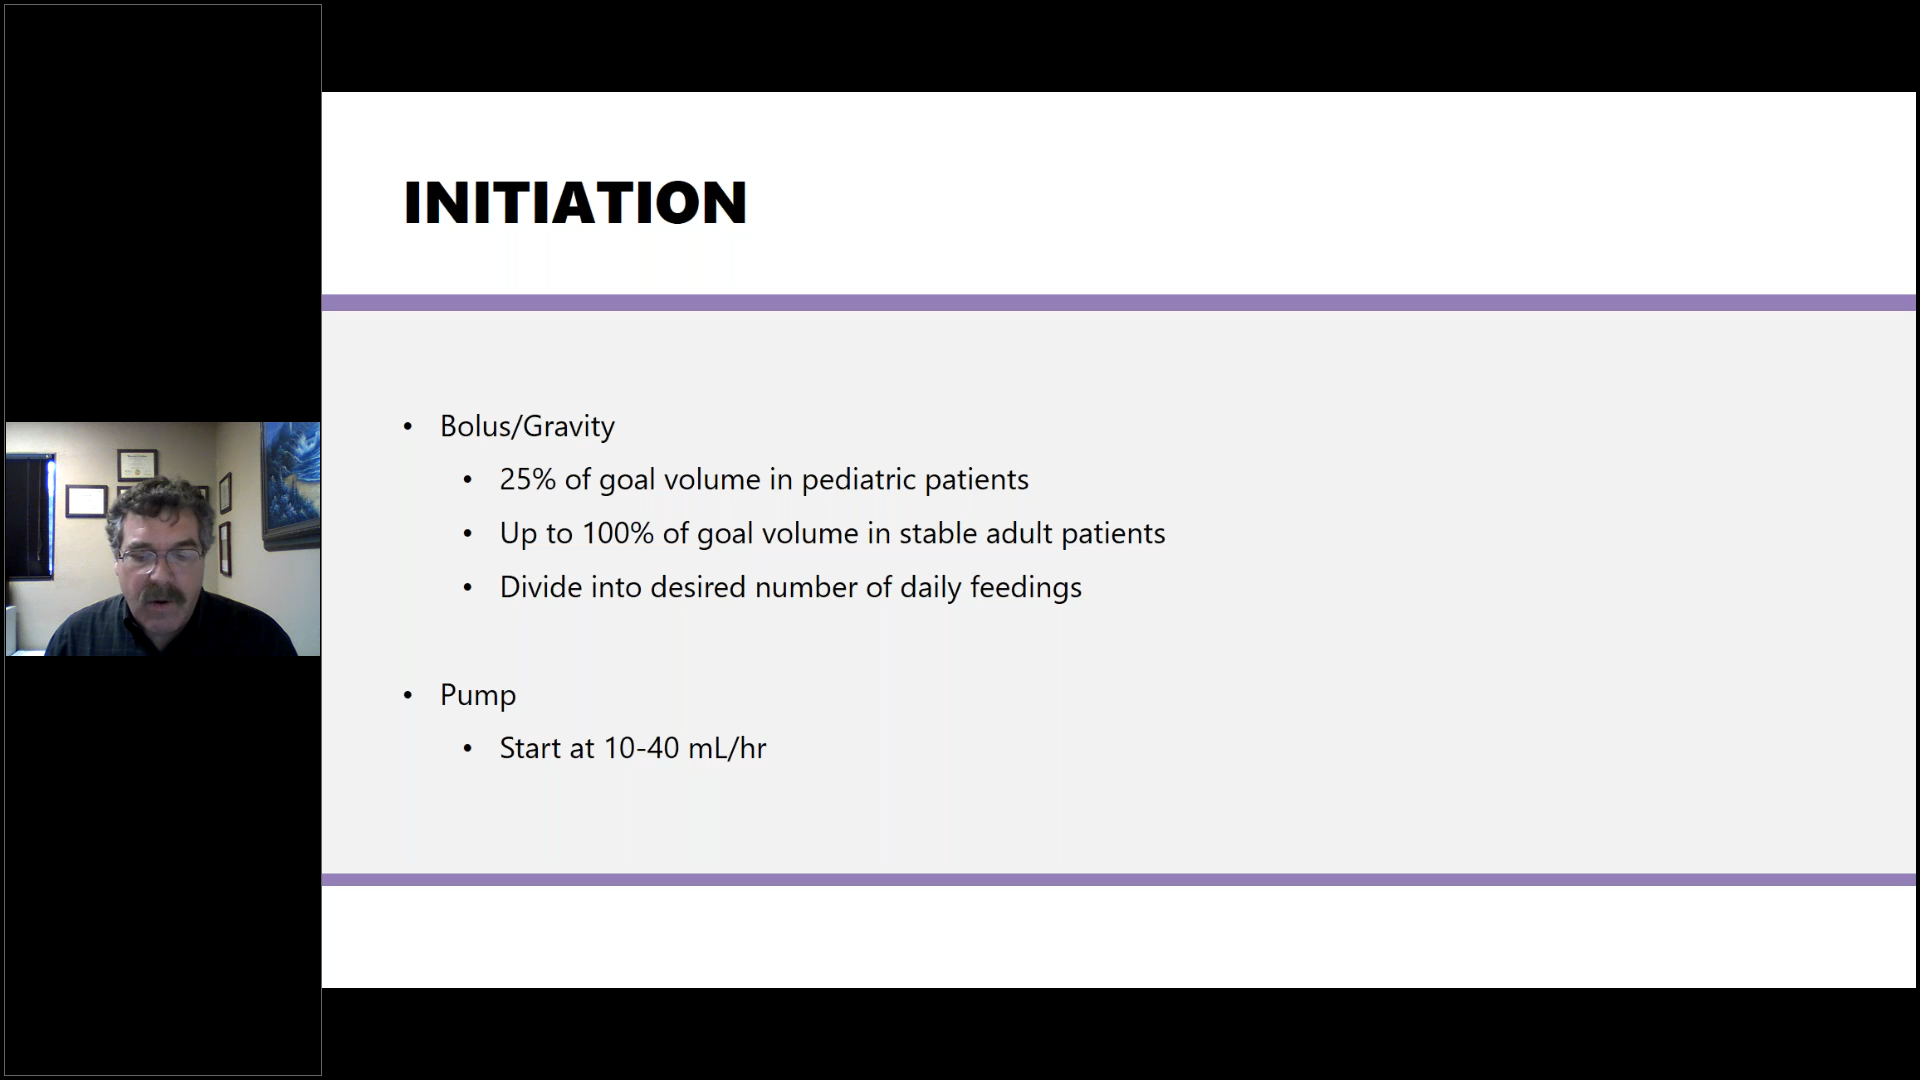 INITIATION
• Bolus/Gravity
• 25% of goal volume in pediatric patients
• Up to 100% of goal volume in stable adult patients
• Divide into desired number of daily feedings
• Pump
• Start at 10-40 mL/hr